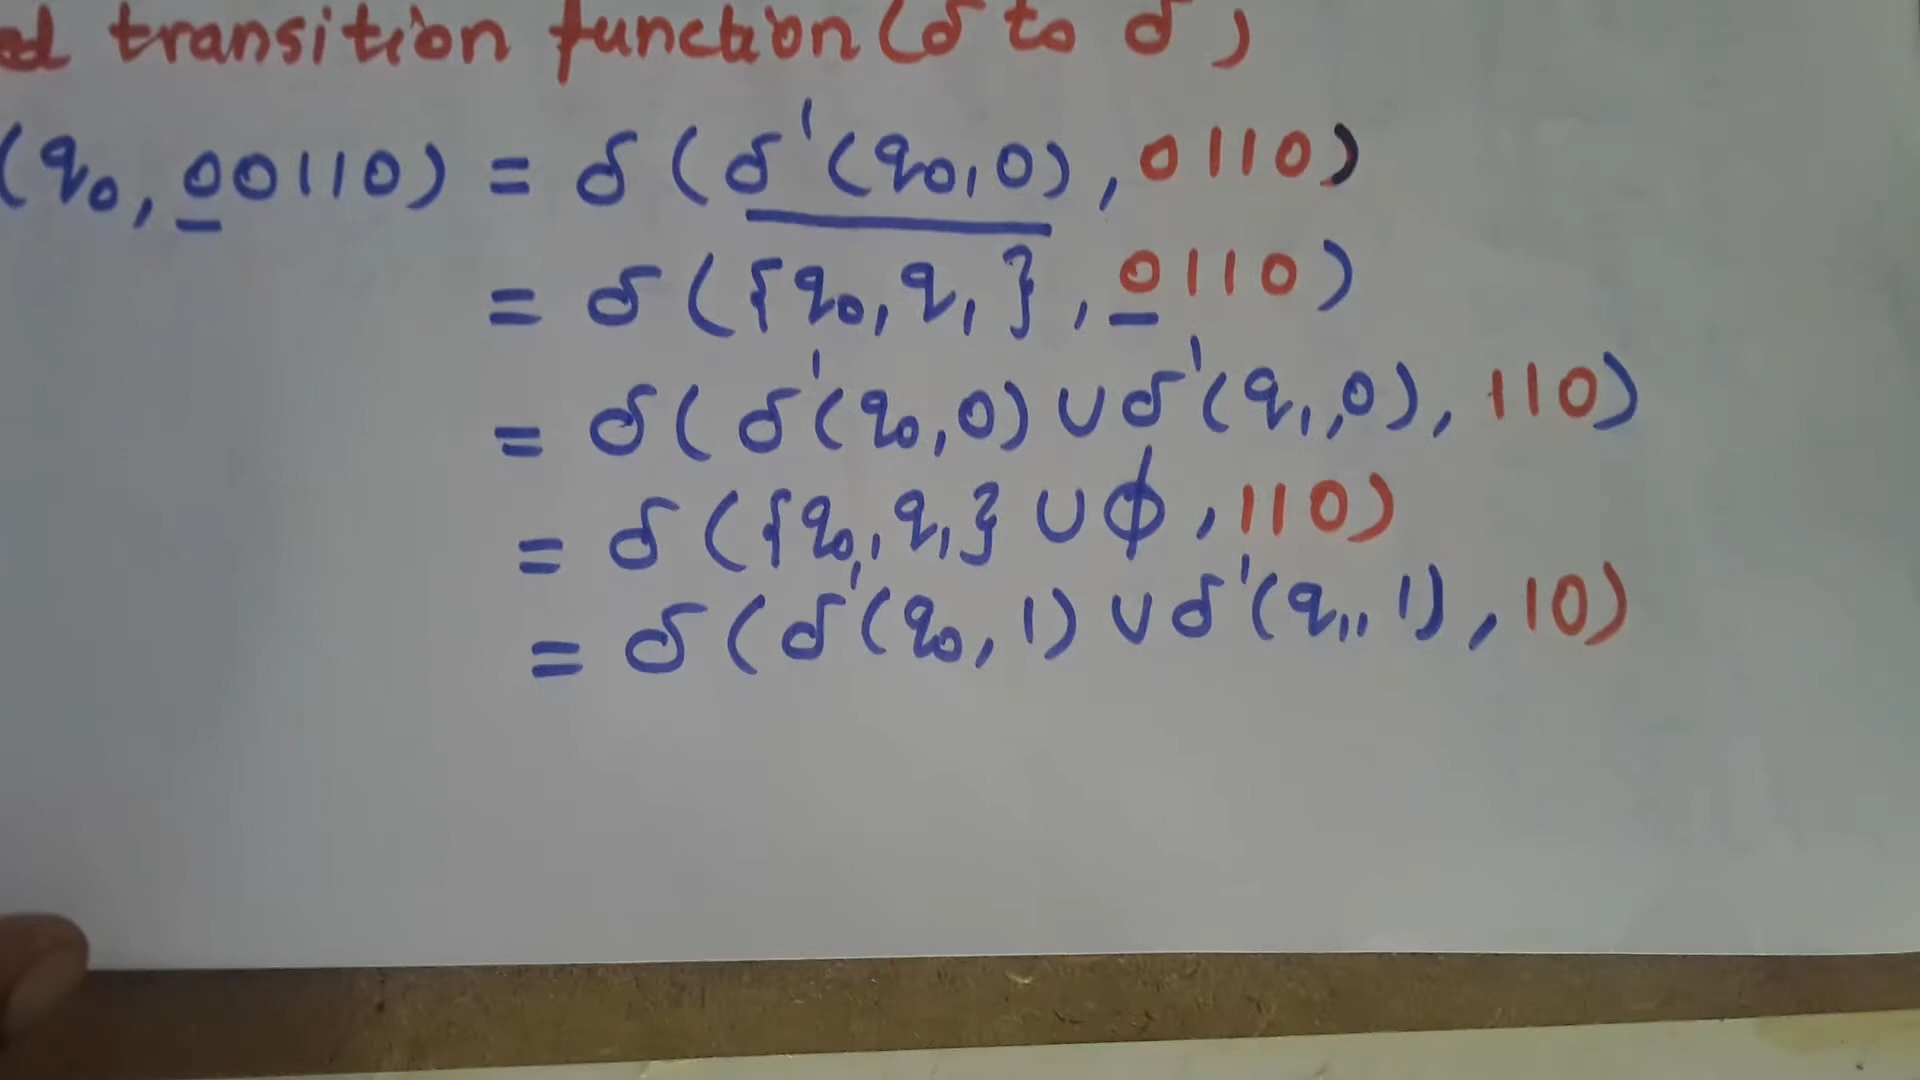 transition function (δ to δ')
(q₀, 00110) = δ(δ'(q₀,0), 0110)
= δ({q₀, q₁}, 0110)
= δ(δ'(q₀,0) ∪ δ'(q₁,0), 110)
= δ({q₀, q₁} ∪ ϕ, 110)
= δ(δ'(q₀, 1) ∪ δ'(q₁, 1), 10)